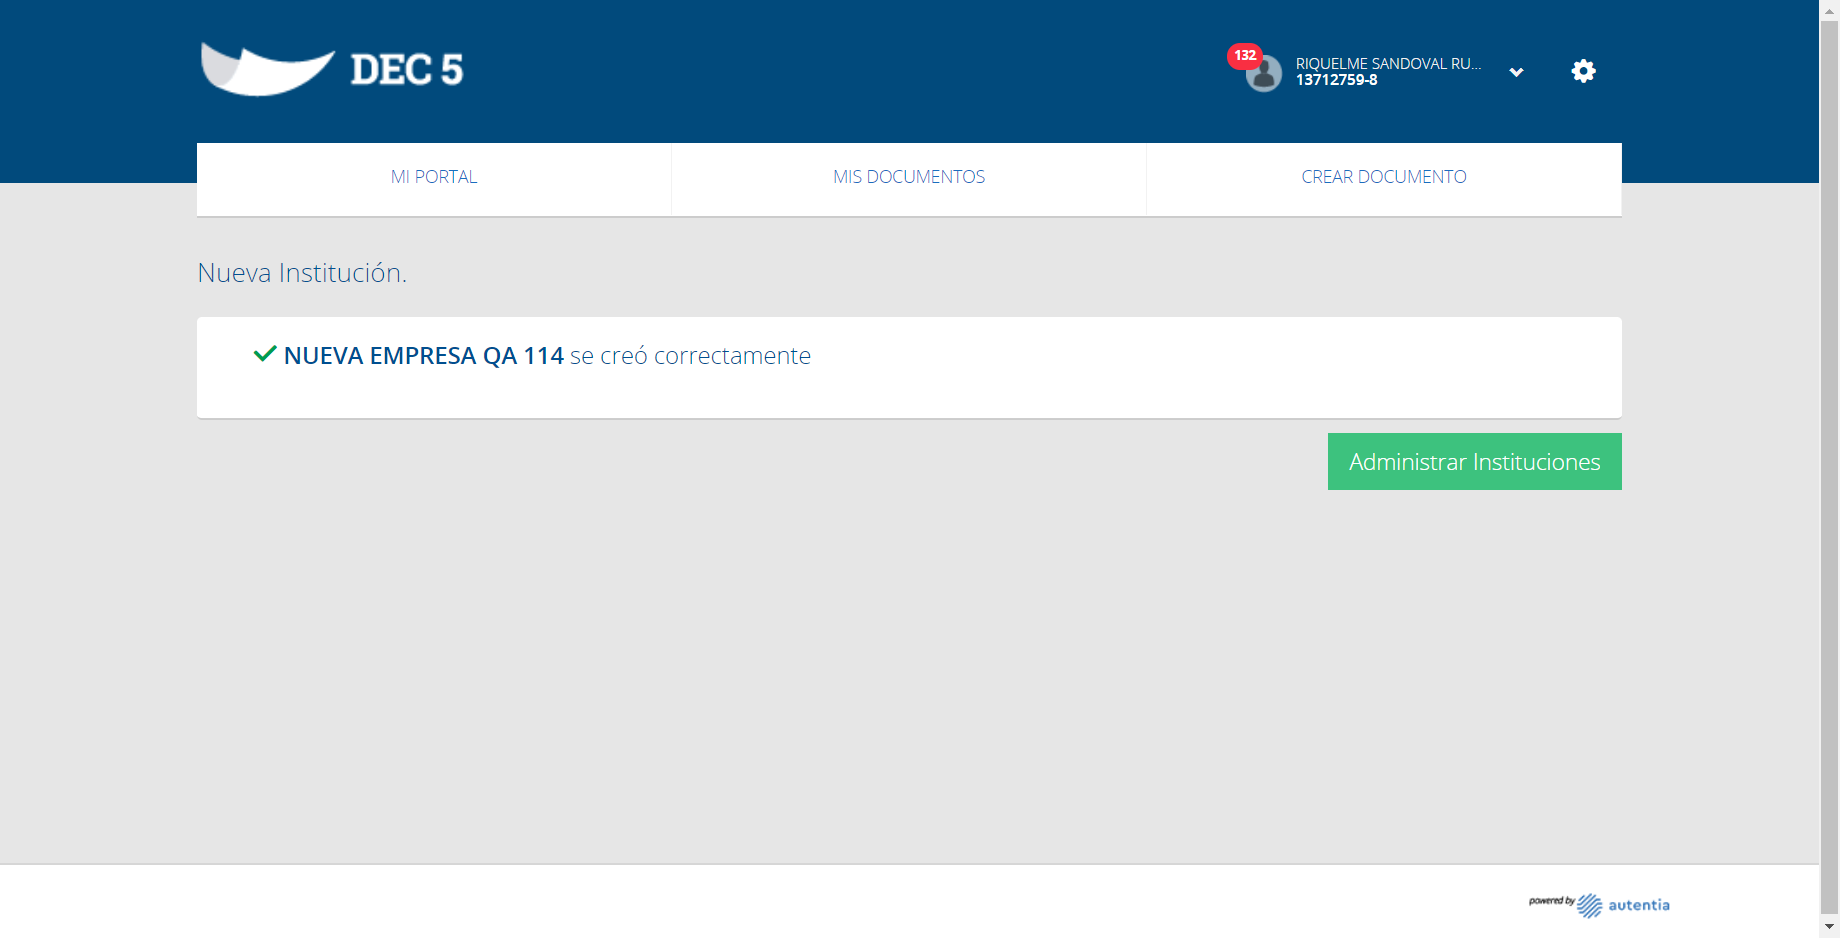 DEC 5
132
RIQUELME SANDOVAL RU...
13712759-8
MI PORTAL
MIS DOCUMENTOS
CREAR DOCUMENTO
Nueva Institución.
NUEVA EMPRESA QA 114 se creó correctamente
Administrar Instituciones
powered by autentia